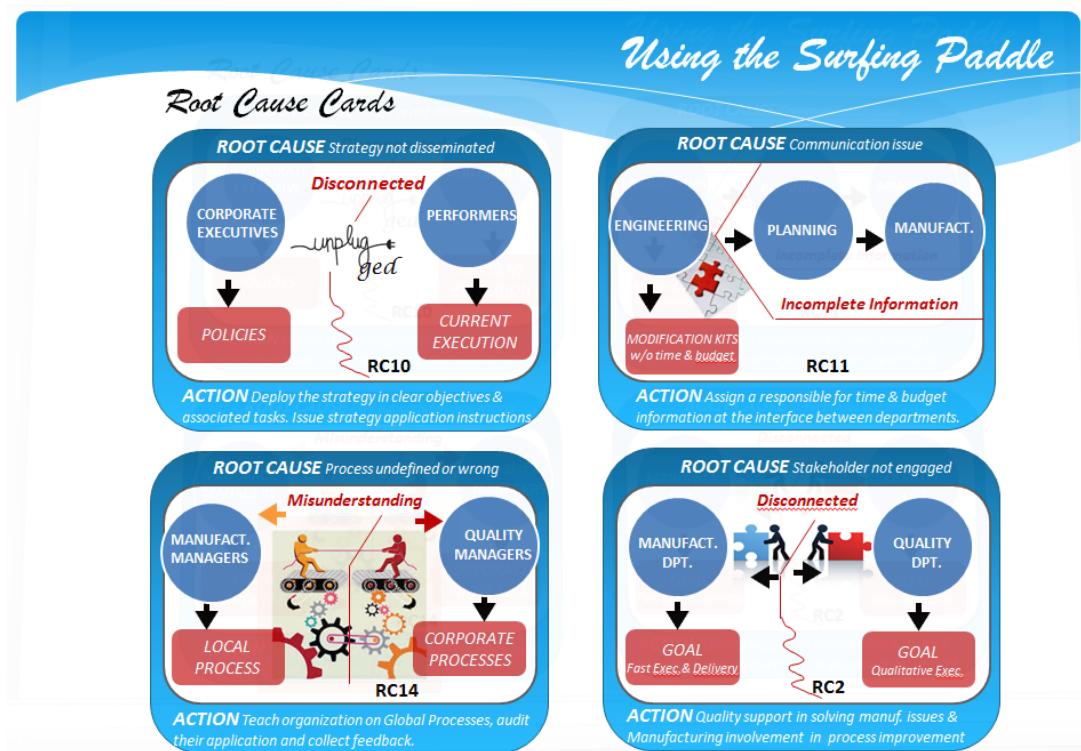 Using the Surfing Paddle
Root Cause Cards
ROOT CAUSE Strategy not disseminated
Disconnected
CORPORATE
EXECUTIVES
unplug
ged
PERFORMERS
POLICIES
CURRENT
EXECUTION
RC10
ACTION Deploy the strategy in clear objectives &
associated tasks. Issue strategy application instructions
ROOT CAUSE Communication issue
ENGINEERING
PLANNING
MANUFACT.
Incomplete Information
MODIFICATION KITS
w/o time & budget
RC11
ACTION Assign a responsible for time & budget
information at the interface between departments.
ROOT CAUSE Process undefined or wrong
Misunderstanding
MANUFACT.
MANAGERS
QUALITY
MANAGERS
LOCAL
PROCESS
CORPORATE
PROCESSES
RC14
ACTION Teach organization on Global Processes, audit
their application and collect feedback.
ROOT CAUSE Stakeholder not engaged
Disconnected
MANUFACT.
DPT.
QUALITY
DPT.
GOAL
Fast Exec.& Delivery
GOAL
Qualitative Exec.
RC2
ACTION Quality support in solving manuf. issues &
Manufacturing involvement in process improvement